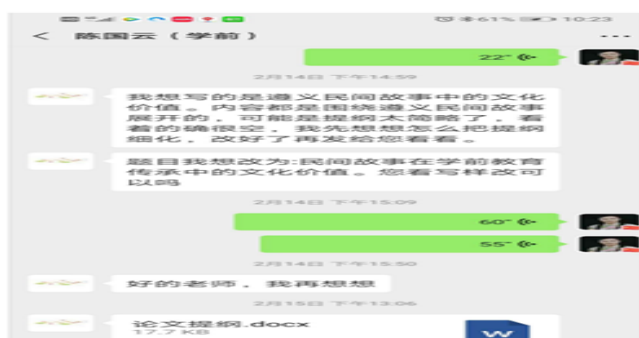 61% 10:23
< 陈国云(学前) ...
22"
2月14日 下午14:59
我想写的是遵义民间故事中的文化
价值。内容都是围绕遵义民间故事
展开的,可能是提纲太简略了,看
着的确很空,我先想想怎么把提纲
细化,改好了再发给您看看。
题目我想改为:民间故事在学前教育
传承中的文化价值。您看写样改可
以吗
2月14日 下午15:09
60"
55"
2月14日 下午15:50
好的老师,我再想想
2月15日 下午13:06
论文提纲.docx
17.7 KB
W